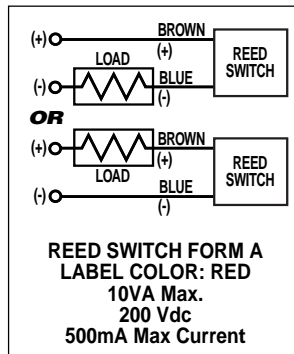 (+) BROWN
(+) REED
LOAD SWITCH
(-) BLUE
(-)
OR
(+) BROWN
(+) REED
LOAD SWITCH
BLUE
(-)
(-)
REED SWITCH FORM A
LABEL COLOR: RED
10VA Max.
200 Vdc
500mA Max Current